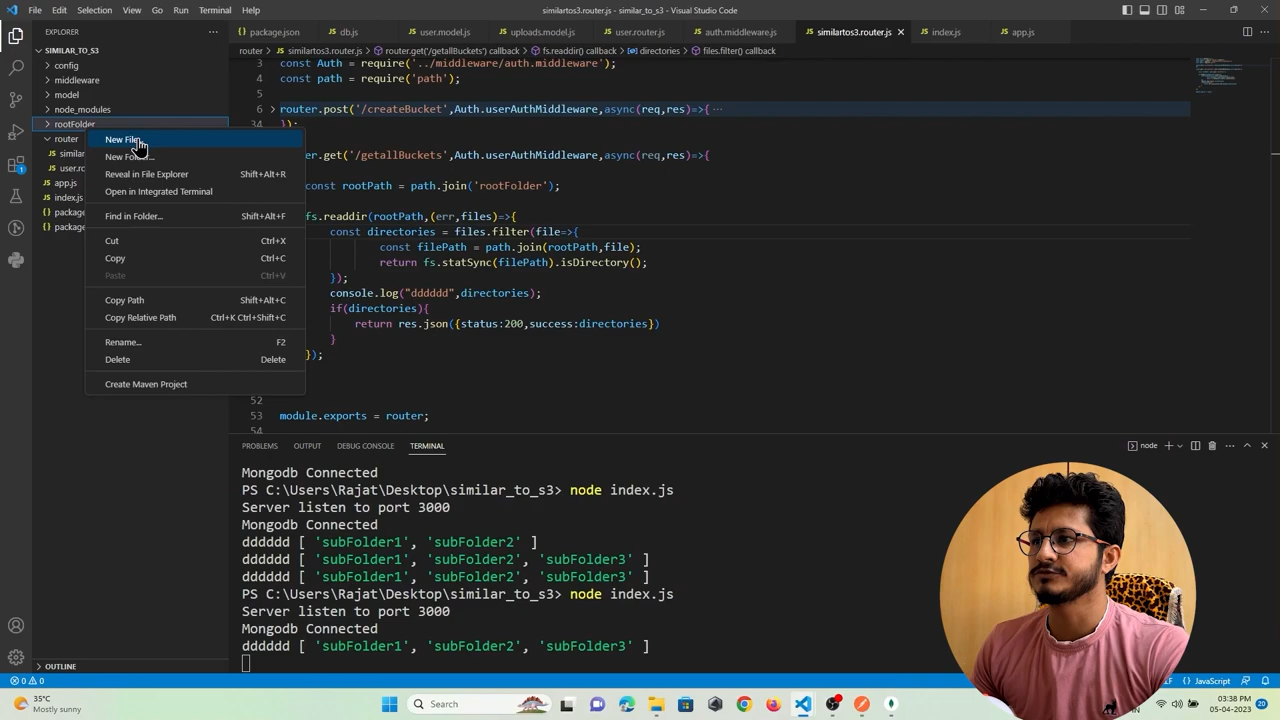 File Edit Selection View Go Run Terminal Help
similartos3.router.js - similar_to_s3 - Visual Studio Code
EXPLORER
package.json db.js user.model.js uploads.model.js user.router.js auth.middleware.js similartos3.router.js index.js app.js
SIMILAR_TO_S3
router > similartos3.router.js > router.get('/getallBuckets') callback > fs.readdir() callback > directories > files.filter() callback
config
middleware
model
node_modules
rootFolder
router
similar
user.ro
app.js
index.js
package
package
New File...
New Folder...
Reveal in File Explorer Shift+Alt+R
Open in Integrated Terminal
Find in Folder... Shift+Alt+F
Cut Ctrl+X
Copy Ctrl+C
Paste Ctrl+V
Copy Path Shift+Alt+C
Copy Relative Path Ctrl+K Ctrl+Shift+C
Rename... F2
Delete Delete
Create Maven Project
3 const Auth = require('../middleware/auth.middleware');
4 const path = require('path');
6 router.post('/createBucket',Auth.userAuthMiddleware,async(req,res)=>{ ...
34 });
er.get('/getallBuckets',Auth.userAuthMiddleware,async(req,res)=>{
const rootPath = path.join('rootFolder');
fs.readdir(rootPath,(err,files)=>{
const directories = files.filter(file=>{
const filePath = path.join(rootPath,file);
return fs.statSync(filePath).isDirectory();
});
console.log("dddddd",directories);
if(directories){
return res.json({status:200,success:directories})
}
});
52
53 module.exports = router;
54
PROBLEMS OUTPUT DEBUG CONSOLE TERMINAL
node
Mongodb Connected
PS C:\Users\Rajat\Desktop\similar_to_s3> node index.js
Server listen to port 3000
Mongodb Connected
dddddd [ 'subFolder1', 'subFolder2' ]
dddddd [ 'subFolder1', 'subFolder2', 'subFolder3' ]
dddddd [ 'subFolder1', 'subFolder2', 'subFolder3' ]
PS C:\Users\Rajat\Desktop\similar_to_s3> node index.js
Server listen to port 3000
Mongodb Connected
dddddd [ 'subFolder1', 'subFolder2', 'subFolder3' ]
OUTLINE
0 0
JavaScript
35°C
Mostly sunny
Search
IN
03:38 PM
05-04-2023